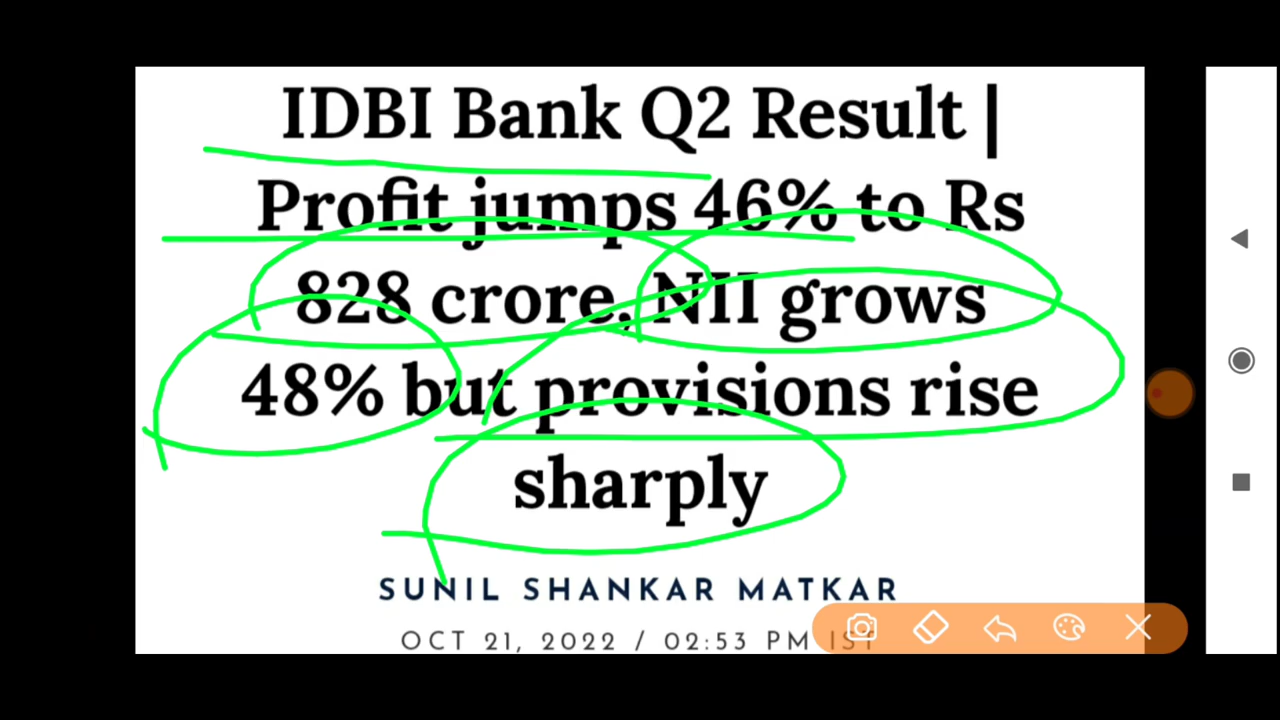 IDBI Bank Q2 Result |
Profit jumps 46% to Rs
828 crore, NII grows
48% but provisions rise
sharply
SUNIL SHANKAR MATKAR
OCT 21, 2022 / 02:53 PM IST